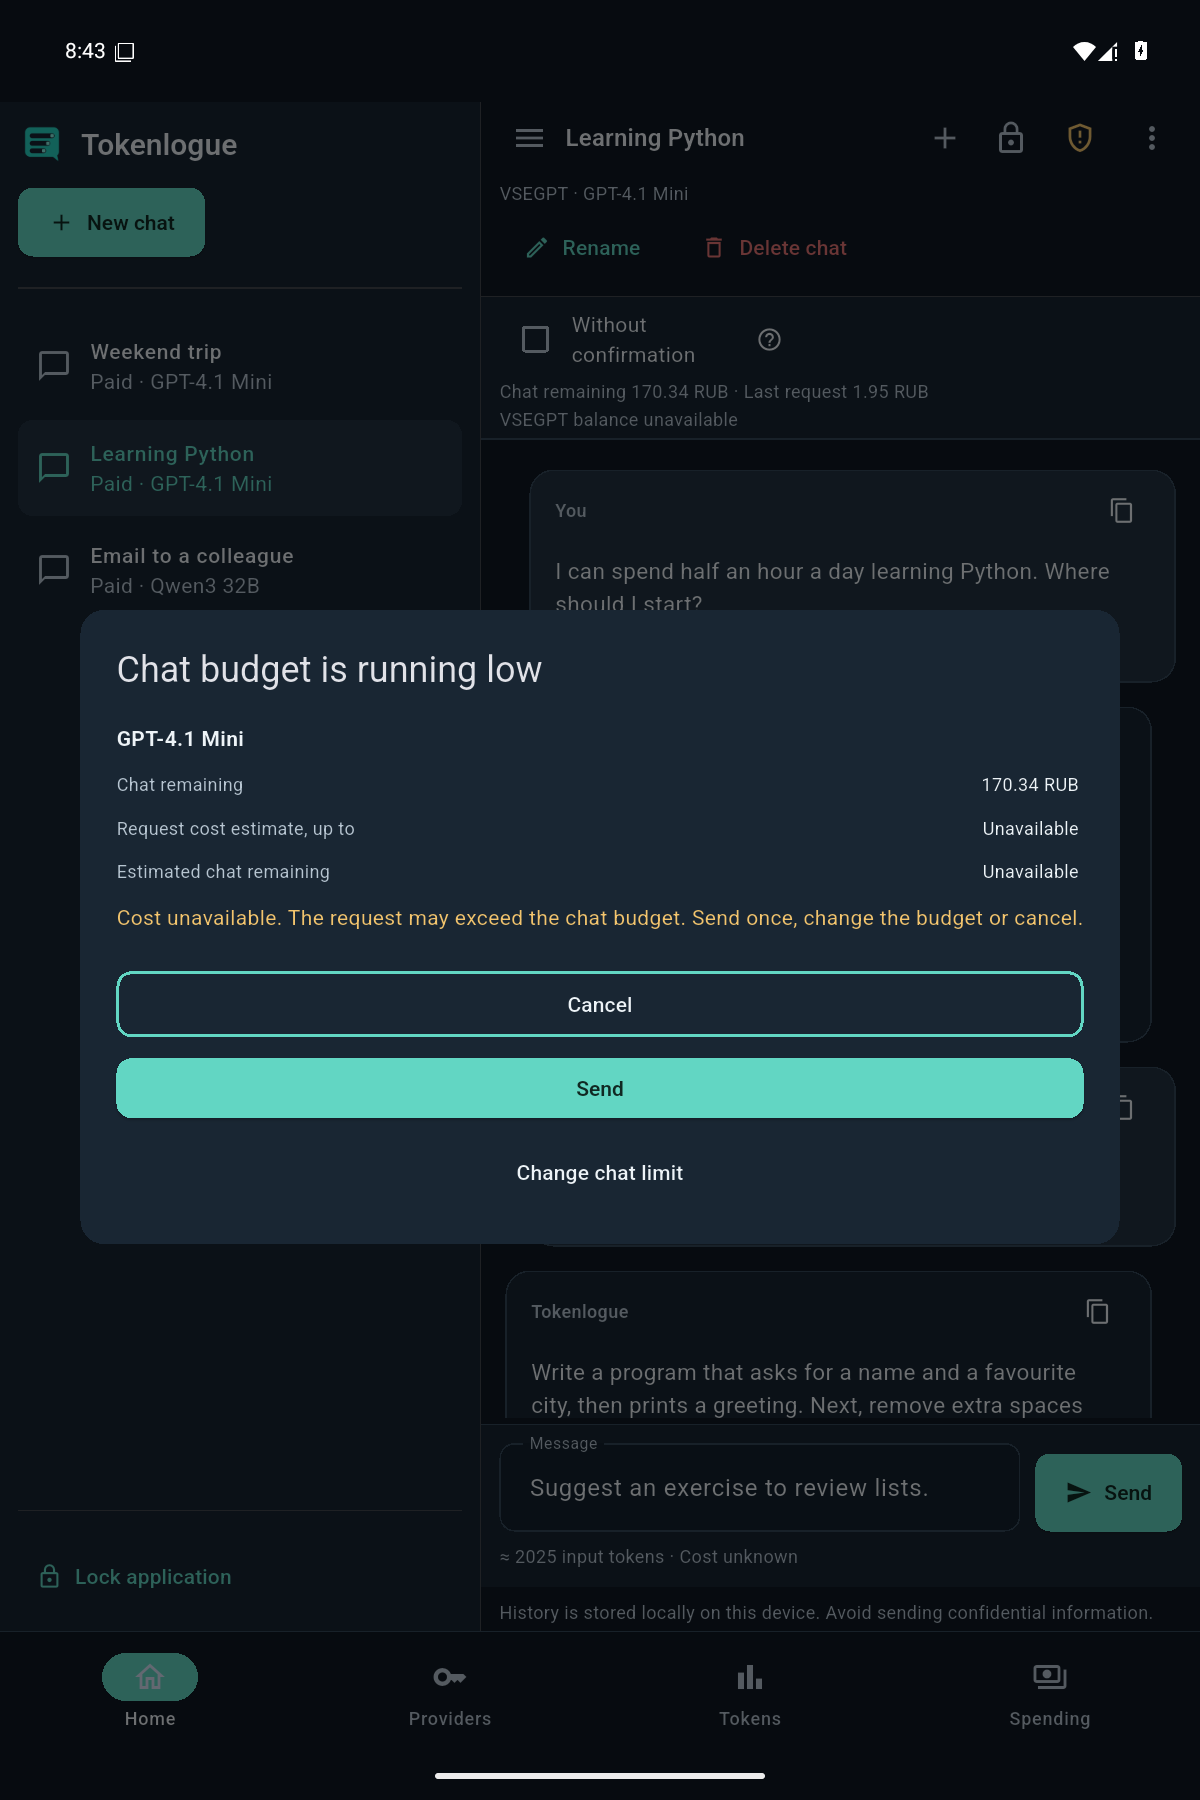 8:43
Tokenlogue
New chat
Weekend trip
Paid · GPT-4.1 Mini
Learning Python
Paid · GPT-4.1 Mini
Email to a colleague
Paid · Qwen3 32B
Lock application
Learning Python
VSEGPT · GPT-4.1 Mini
Rename
Delete chat
Without
confirmation
Chat remaining 170.34 RUB · Last request 1.95 RUB
VSEGPT balance unavailable
You
I can spend half an hour a day learning Python. Where
should I start?
Chat budget is running low
GPT-4.1 Mini
Chat remaining 170.34 RUB
Request cost estimate, up to Unavailable
Estimated chat remaining Unavailable
Cost unavailable. The request may exceed the chat budget. Send once, change the budget or cancel.
Cancel
Send
Change chat limit
Tokenlogue
Write a program that asks for a name and a favourite
city, then prints a greeting. Next, remove extra spaces
Message
Suggest an exercise to review lists.
Send
≈ 2025 input tokens · Cost unknown
History is stored locally on this device. Avoid sending confidential information.
Home
Providers
Tokens
Spending